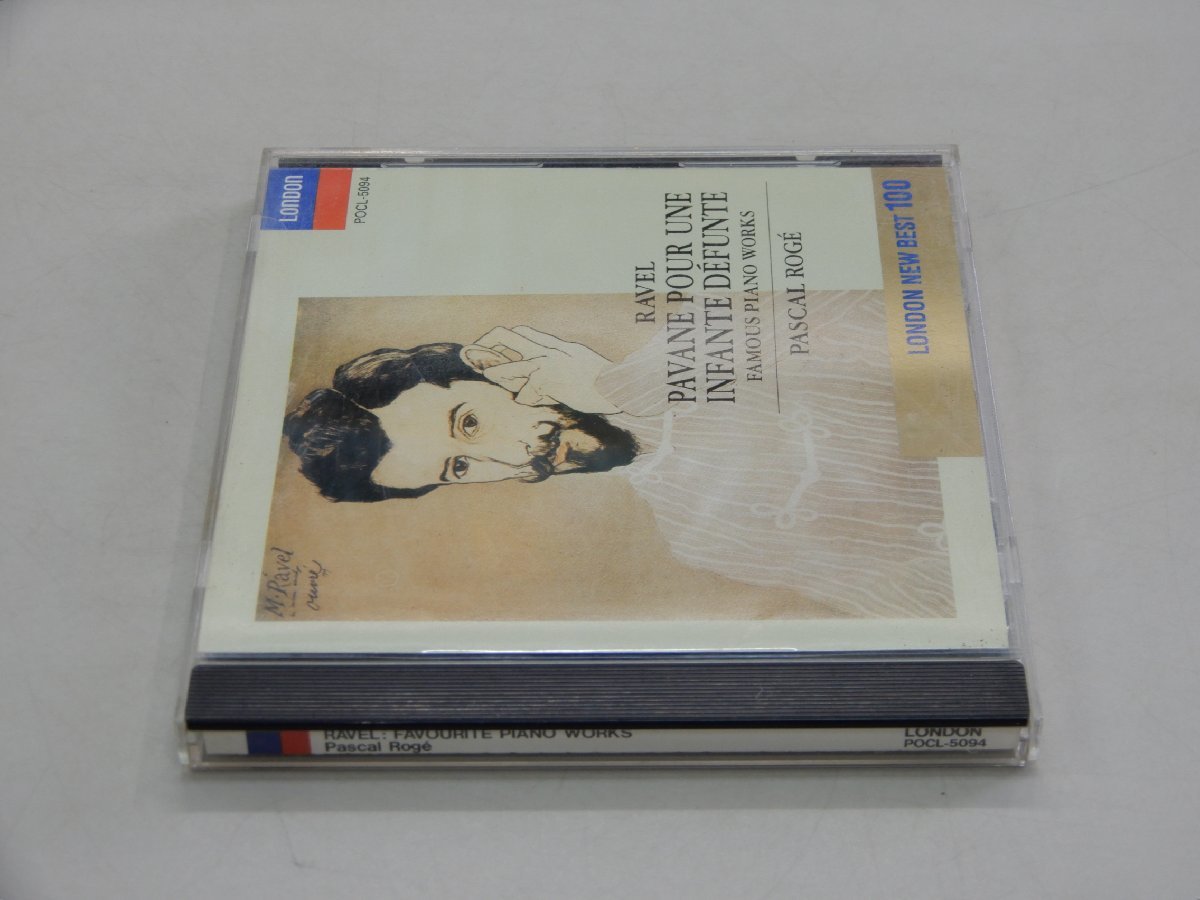 LONDON
POCL-5094
RAVEL
PAVANE POUR UNE
INFANTE DÉFUNTE
FAMOUS PIANO WORKS
PASCAL ROGÉ
LONDON NEW BEST 100
M. Ravel
ouvré
RAVEL: FAVOURITE PIANO WORKS
Pascal Rogé
LONDON
POCL-5094